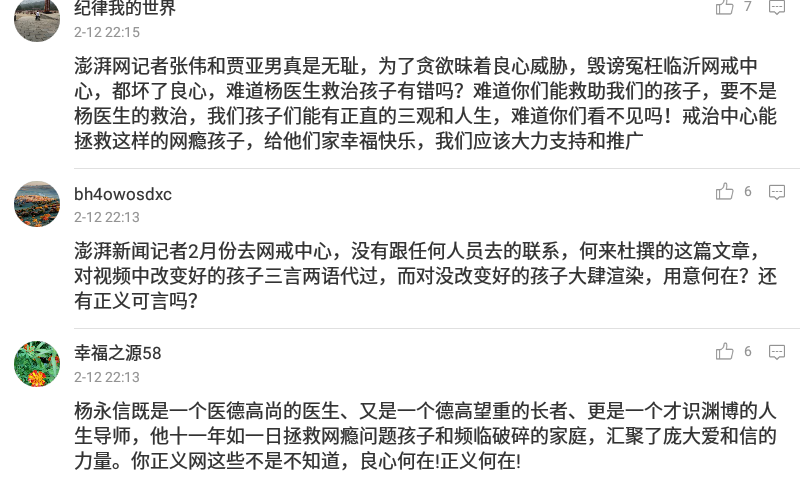 纪律我的世界
7
2-12 22:15
澎湃网记者张伟和贾亚男真是无耻，为了贪欲昧着良心威胁，毁谤冤枉临沂网戒中
心，都坏了良心，难道杨医生救治孩子有错吗？难道你们能救助我们的孩子，要不是
杨医生的救治，我们孩子们能有正直的三观和人生，难道你们看不见吗！戒治中心能
拯救这样的网瘾孩子，给他们家幸福快乐，我们应该大力支持和推广
bh4owosdxc
6
2-12 22:13
澎湃新闻记者2月份去网戒中心，没有跟任何人员去的联系，何来杜撰的这篇文章，
对视频中改变好的孩子三言两语代过，而对没改变好的孩子大肆渲染，用意何在？还
有正义可言吗？
幸福之源58
6
2-12 22:13
杨永信既是一个医德高尚的医生、又是一个德高望重的长者、更是一个才识渊博的人
生导师，他十一年如一日拯救网瘾问题孩子和频临破碎的家庭，汇聚了庞大爱和信的
力量。你正义网这些不是不知道，良心何在!正义何在!